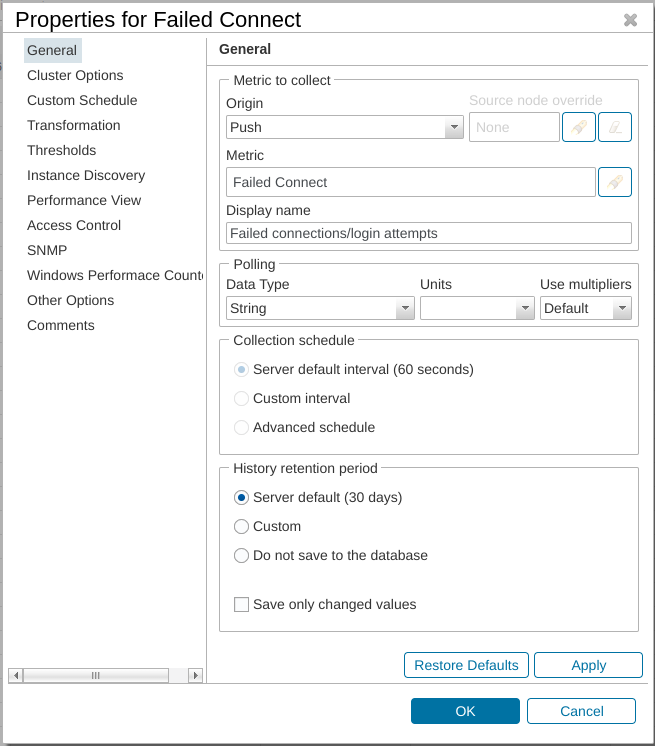 Properties for Failed Connect
General
Cluster Options
Custom Schedule
Transformation
Thresholds
Instance Discovery
Performance View
Access Control
SNMP
Windows Performace Count
Other Options
Comments
General
Metric to collect
Origin
Source node override
Push
None
Metric
Failed Connect
Display name
Failed connections/login attempts
Polling
Data Type
Units
Use multipliers
String
Default
Collection schedule
Server default interval (60 seconds)
Custom interval
Advanced schedule
History retention period
Server default (30 days)
Custom
Do not save to the database
Save only changed values
Restore Defaults
Apply
OK
Cancel